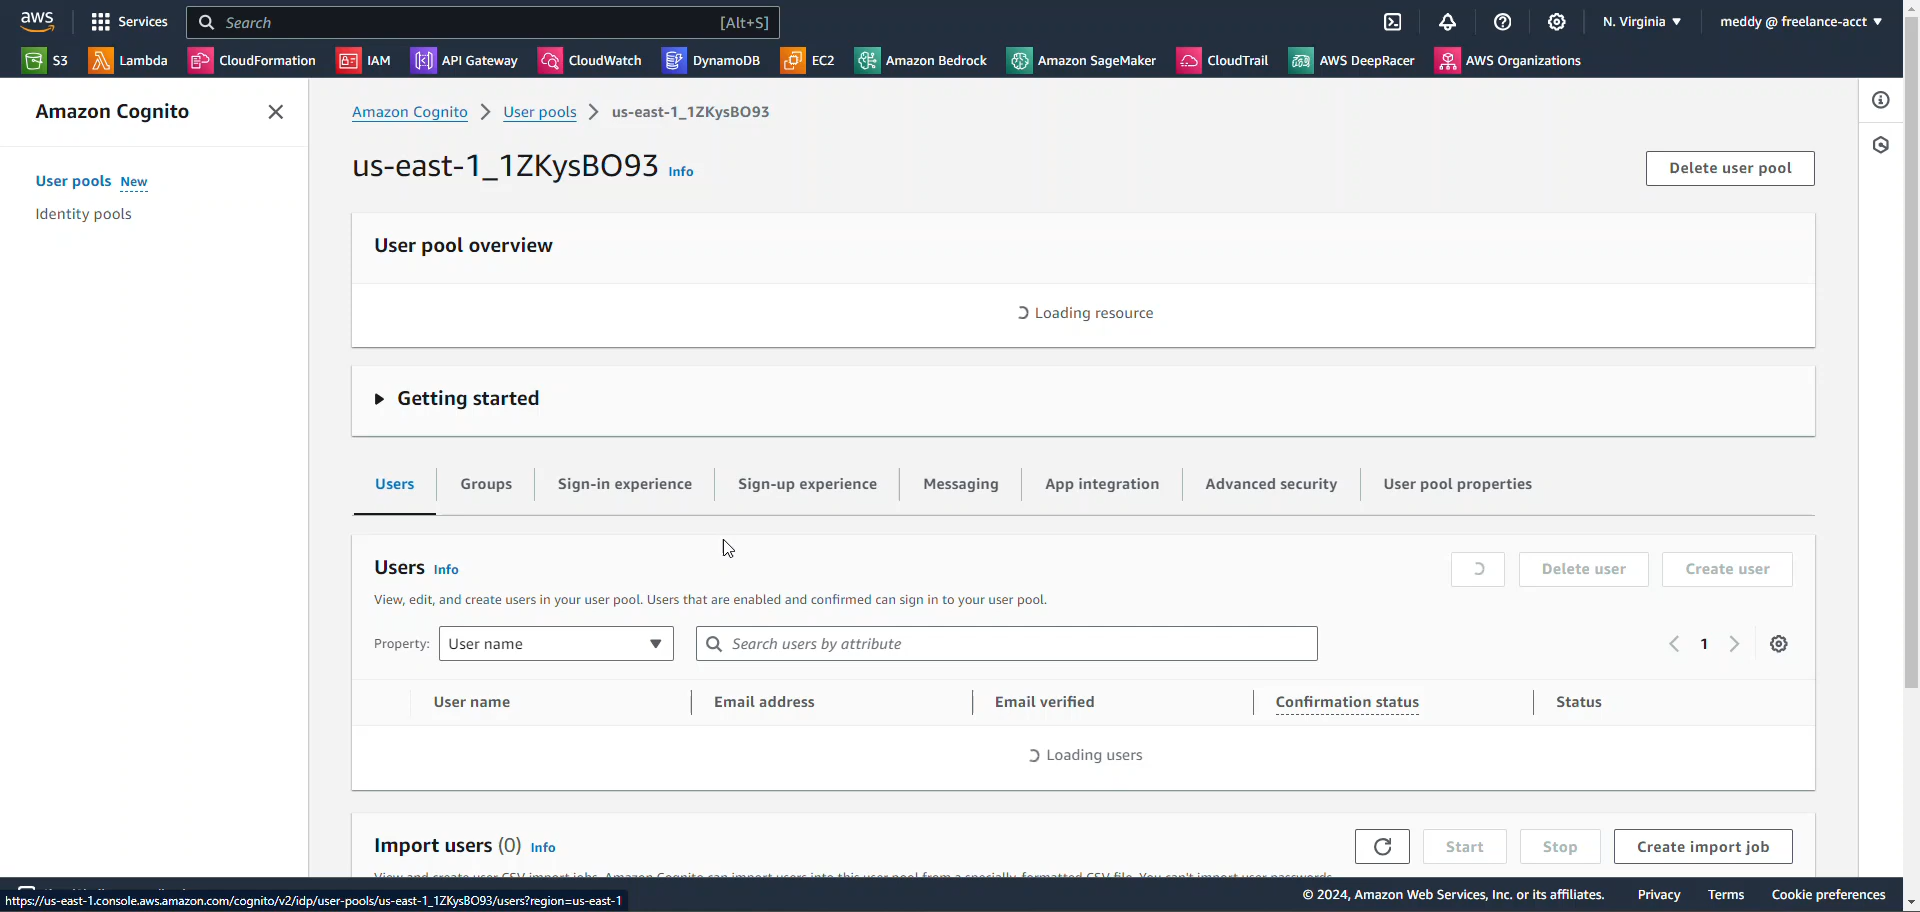 aws Services Search [Alt+S] N. Virginia meddy @ freelance-acct
S3 Lambda CloudFormation IAM API Gateway CloudWatch DynamoDB EC2 Amazon Bedrock Amazon SageMaker CloudTrail AWS DeepRacer AWS Organizations
Amazon Cognito
User pools New
Identity pools
Amazon Cognito User pools us-east-1_1ZKysBO93
us-east-1_1ZKysBO93 Info Delete user pool
User pool overview
Loading resource
Getting started
Users Groups Sign-in experience Sign-up experience Messaging App integration Advanced security User pool properties
Users Info Delete user Create user
View, edit, and create users in your user pool. Users that are enabled and confirmed can sign in to your user pool.
Property: User name Search users by attribute 1
User name Email address Email verified Confirmation status Status
Loading users
Import users (0) Info Start Stop Create import job
View and create user CSV import jobs. Amazon Cognito can import users into this user pool from a specially-formatted CSV file. You can't import user passwords.
© 2024, Amazon Web Services, Inc. or its affiliates. Privacy Terms Cookie preferences
https://us-east-1.console.aws.amazon.com/cognito/v2/idp/user-pools/us-east-1_1ZKysBO93/users?region=us-east-1